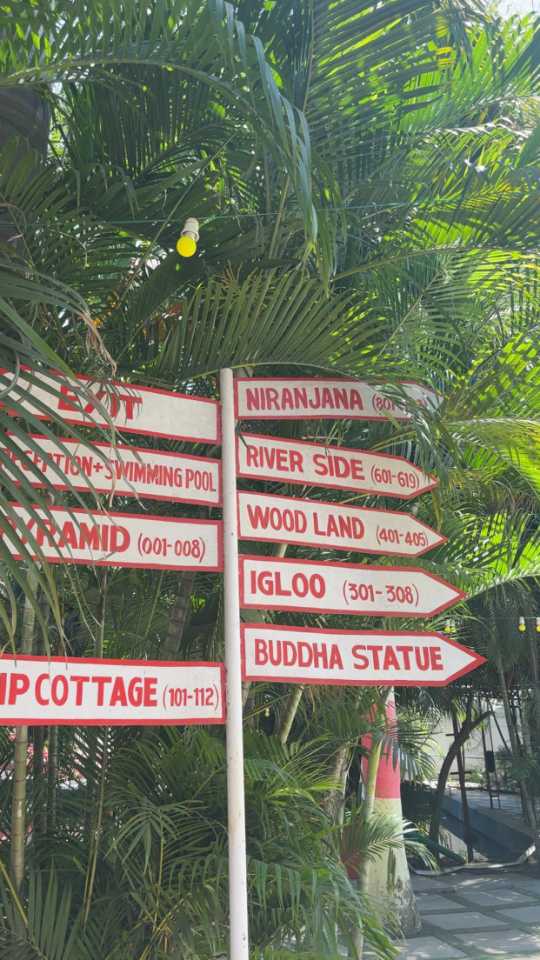 EXIT
+ SWIMMING POOL
(001-008)
COTTAGE (101-112)
NIRANJANA
RIVER SIDE (601-619)
WOOD LAND (401-405)
IGLOO (301-308)
BUDDHA STATUE